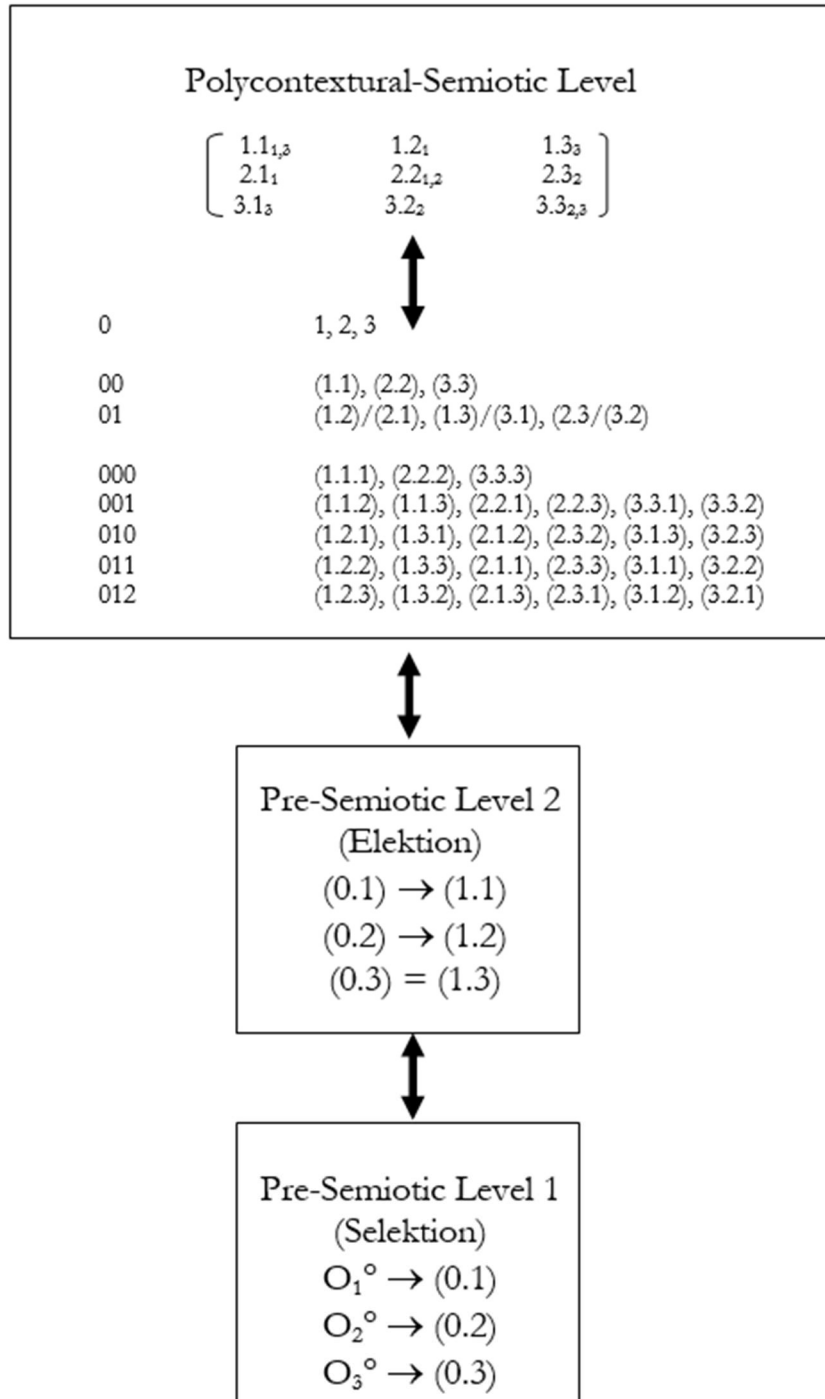 Polycontextural-Semiotic Level
1.1₁,₃ 1.2₁ 1.3₃
2.1₁ 2.2₁,₂ 2.3₂
3.1₃ 3.2₂ 3.3₂,₃
0 1, 2, 3
00 (1.1), (2.2), (3.3)
01 (1.2)/(2.1), (1.3)/(3.1), (2.3/(3.2)
000 (1.1.1), (2.2.2), (3.3.3)
001 (1.1.2), (1.1.3), (2.2.1), (2.2.3), (3.3.1), (3.3.2)
010 (1.2.1), (1.3.1), (2.1.2), (2.3.2), (3.1.3), (3.2.3)
011 (1.2.2), (1.3.3), (2.1.1), (2.3.3), (3.1.1), (3.2.2)
012 (1.2.3), (1.3.2), (2.1.3), (2.3.1), (3.1.2), (3.2.1)
Pre-Semiotic Level 2
(Elektion)
(0.1) → (1.1)
(0.2) → (1.2)
(0.3) = (1.3)
Pre-Semiotic Level 1
(Selektion)
O₁° → (0.1)
O₂° → (0.2)
O₃° → (0.3)